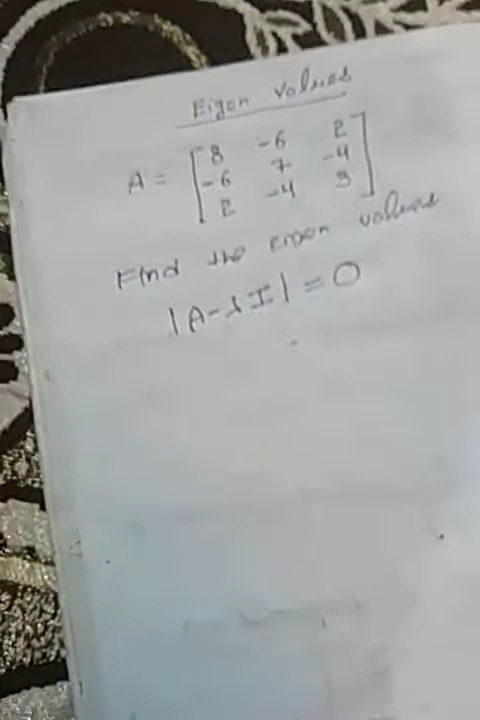 Eigen values
A = [ 8 -6 2
-6 7 -4
2 -4 3 ]
Find the eigen values
|A-λI| = 0